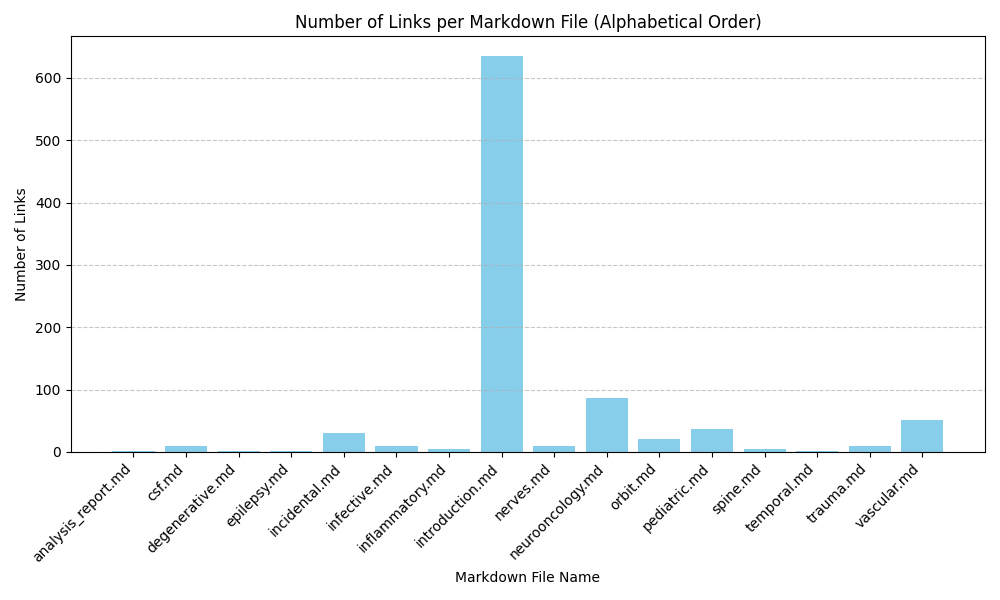 Number of Links per Markdown File (Alphabetical Order)
Number of Links
600
500
400
300
200
100
0
analysis_report.md
csf.md
degenerative.md
epilepsy.md
incidental.md
infective.md
inflammatory.md
introduction.md
nerves.md
neurooncology.md
orbit.md
pediatric.md
spine.md
temporal.md
trauma.md
vascular.md
Markdown File Name